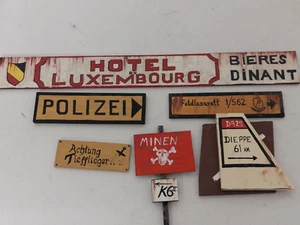 HOTEL
LUXEMBOURG
BIERES
DINANT
POLIZEI
Feldlazarett 1/562
Achtung
Tiefflieger!
MINEN
KG
D925
DIEPPE
61 KM